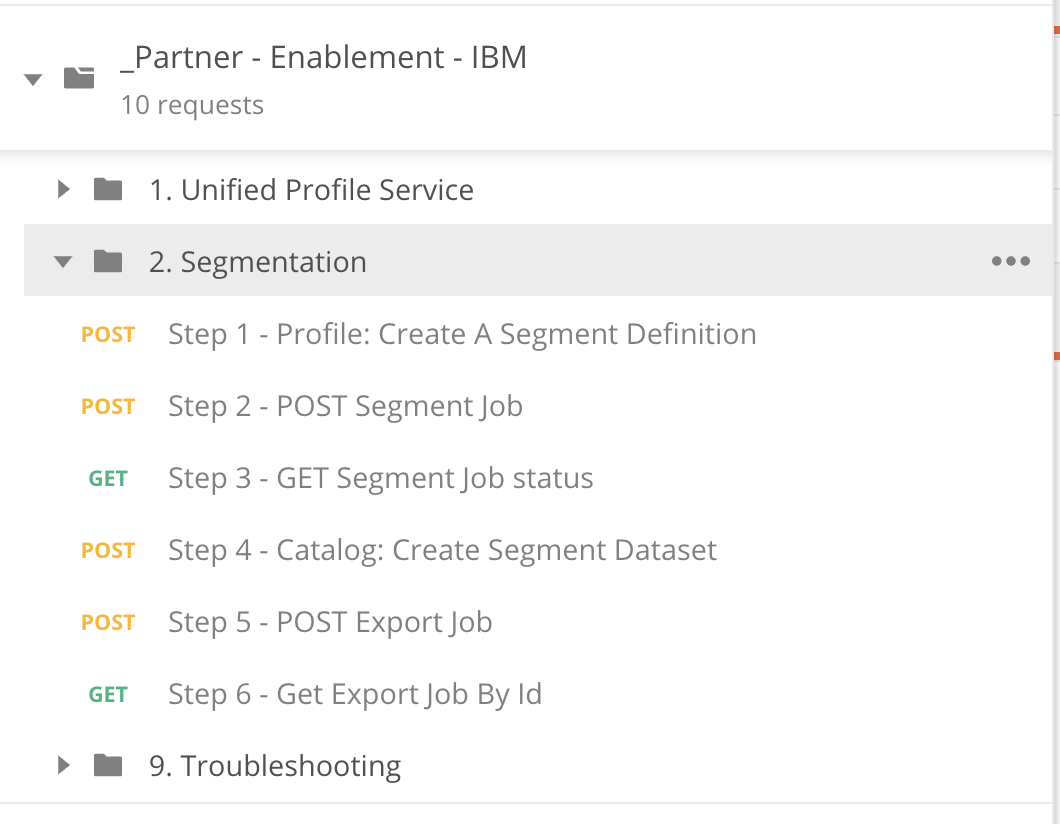 _Partner - Enablement - IBM
10 requests
1. Unified Profile Service
2. Segmentation
POST Step 1 - Profile: Create A Segment Definition
POST Step 2 - POST Segment Job
GET Step 3 - GET Segment Job status
POST Step 4 - Catalog: Create Segment Dataset
POST Step 5 - POST Export Job
GET Step 6 - Get Export Job By Id
9. Troubleshooting